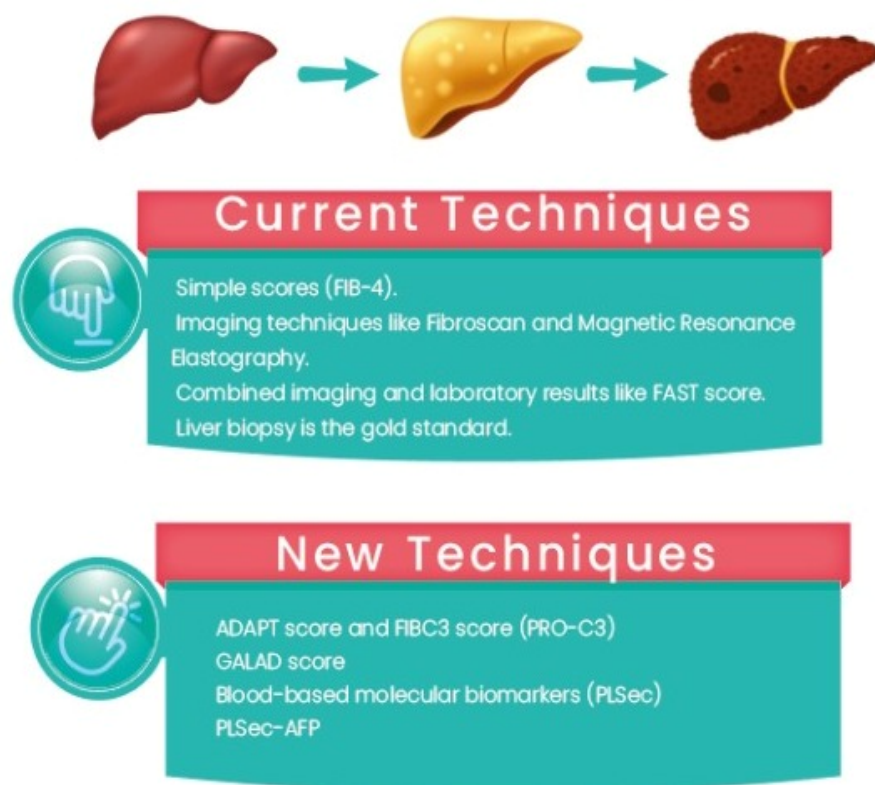 Current Techniques
Simple scores (FIB-4).
Imaging techniques like Fibroscan and Magnetic Resonance
Elastography.
Combined imaging and laboratory results like FAST score.
Liver biopsy is the gold standard.
New Techniques
ADAPT score and FIBC3 score (PRO-C3)
GALAD score
Blood-based molecular biomarkers (PLSec)
PLSec-AFP